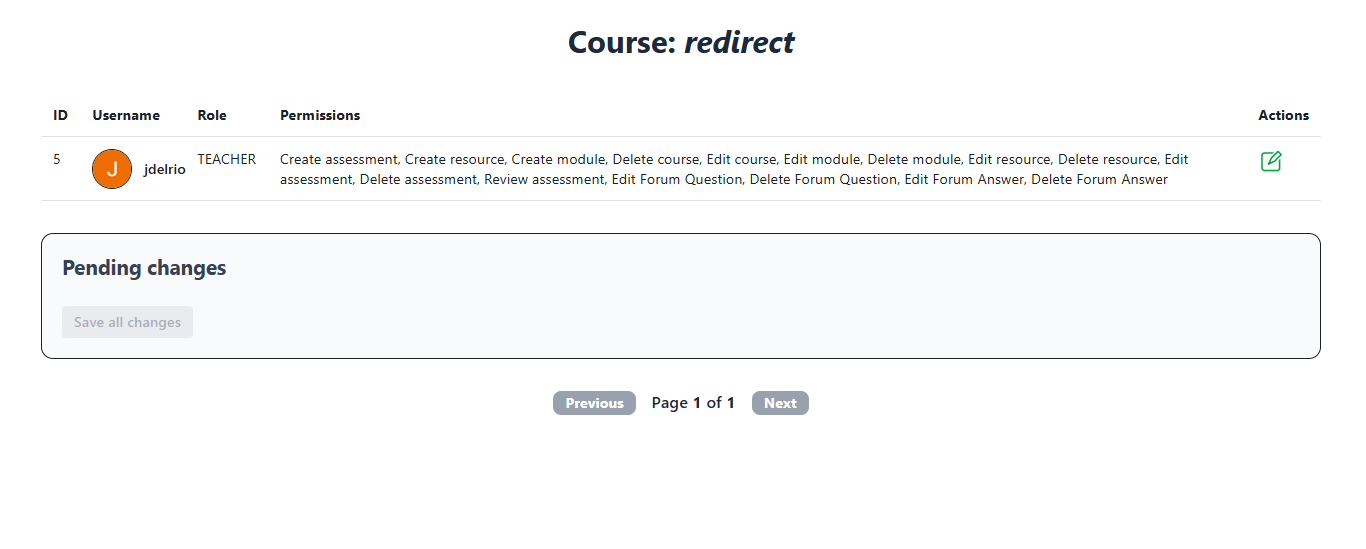 Course: redirect
ID Username Role Permissions Actions
5 J jdelrio TEACHER Create assessment, Create resource, Create module, Delete course, Edit course, Edit module, Delete module, Edit resource, Delete resource, Edit
assessment, Delete assessment, Review assessment, Edit Forum Question, Delete Forum Question, Edit Forum Answer, Delete Forum Answer
Pending changes
Save all changes
Previous Page 1 of 1 Next